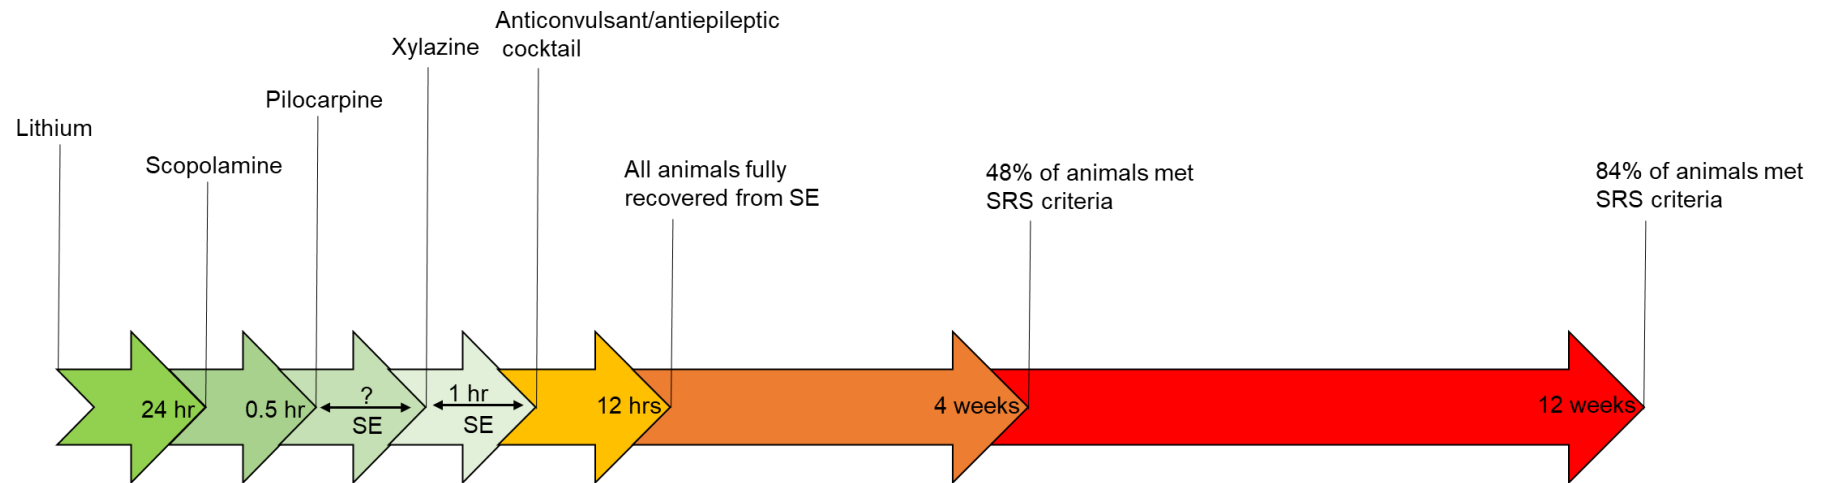 Lithium
Scopolamine
Pilocarpine
Xylazine
Anticonvulsant/antiepileptic
cocktail
All animals fully
recovered from SE
48% of animals met
SRS criteria
84% of animals met
SRS criteria
24 hr
0.5 hr
?
SE
1 hr
SE
12 hrs
4 weeks
12 weeks